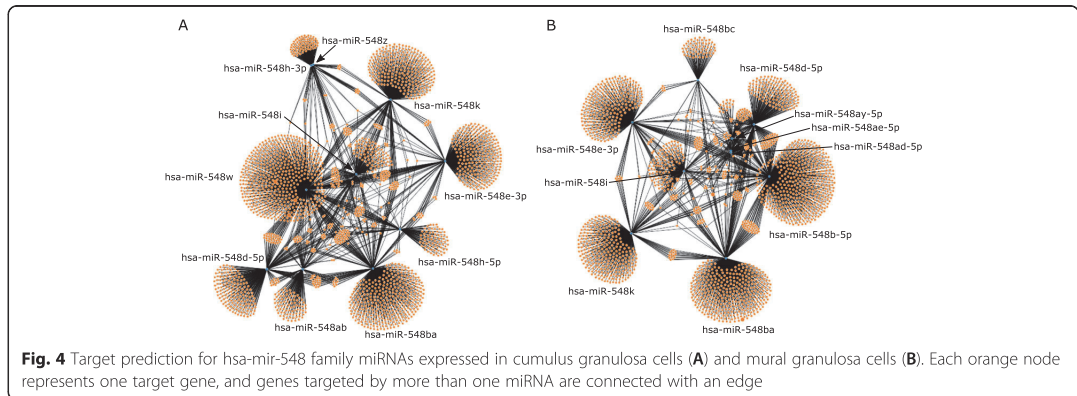 A
hsa-miR-548z
hsa-miR-548h-3p
hsa-miR-548k
hsa-miR-548i
hsa-miR-548w
hsa-miR-548e-3p
hsa-miR-548d-5p
hsa-miR-548h-5p
hsa-miR-548ab
hsa-miR-548ba
B
hsa-miR-548bc
hsa-miR-548d-5p
hsa-miR-548ay-5p
hsa-miR-548ae-5p
hsa-miR-548ad-5p
hsa-miR-548e-3p
hsa-miR-548i
hsa-miR-548b-5p
hsa-miR-548k
hsa-miR-548ba
Fig. 4 Target prediction for hsa-mir-548 family miRNAs expressed in cumulus granulosa cells (A) and mural granulosa cells (B). Each orange node
represents one target gene, and genes targeted by more than one miRNA are connected with an edge